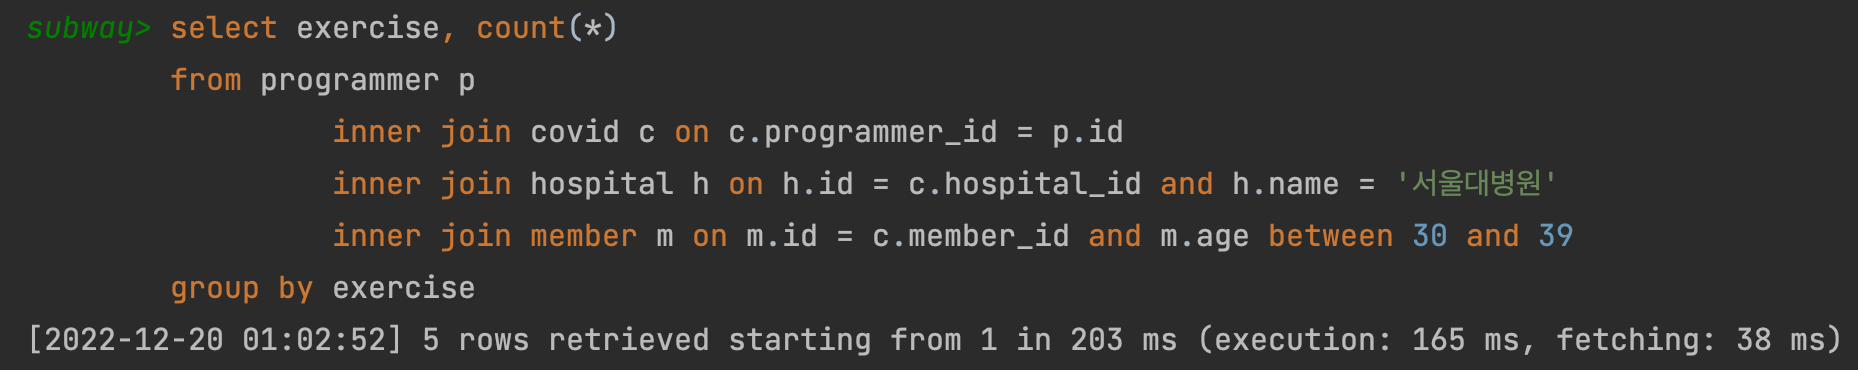 subway> select exercise, count(*)
from programmer p
inner join covid c on c.programmer_id = p.id
inner join hospital h on h.id = c.hospital_id and h.name = '서울대병원'
inner join member m on m.id = c.member_id and m.age between 30 and 39
group by exercise
[2022-12-20 01:02:52] 5 rows retrieved starting from 1 in 203 ms (execution: 165 ms, fetching: 38 ms)